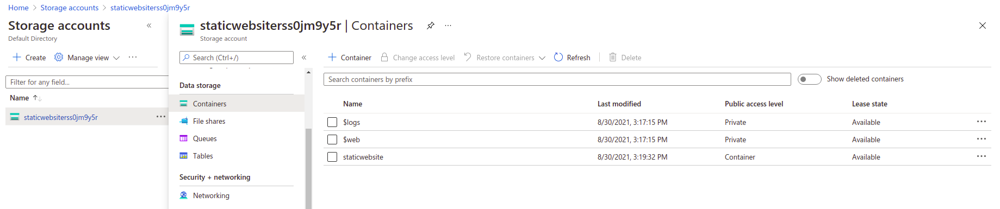 Home > Storage accounts > staticwebsiterss0jm9y5r
Storage accounts «
Default Directory
+ Create Manage view ···
Filter for any field...
Name ↑↓
staticwebsiterss0jm9y5r ···
staticwebsiterss0jm9y5r | Containers ···
Storage account
Search (Ctrl+/) «
Data storage
Containers
File shares
Queues
Tables
Security + networking
Networking
+ Container Change access level Restore containers Refresh Delete
Search containers by prefix Show deleted containers
Name Last modified Public access level Lease state
$logs 8/30/2021, 3:17:15 PM Private Available ···
$web 8/30/2021, 3:17:15 PM Private Available ···
staticwebsite 8/30/2021, 3:19:32 PM Container Available ···